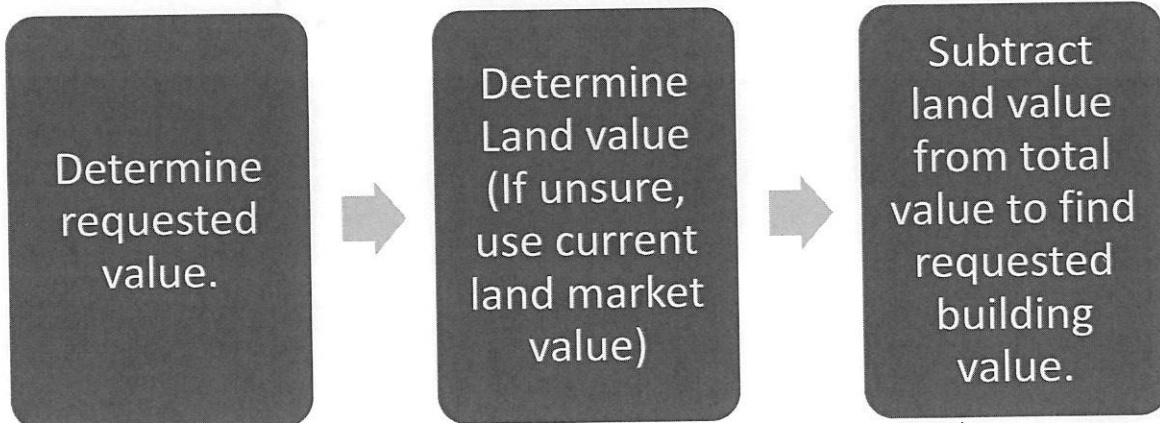 Determine
requested
value.
Determine
Land value
(If unsure,
use current
land market
value)
Subtract
land value
from total
value to find
requested
building
value.